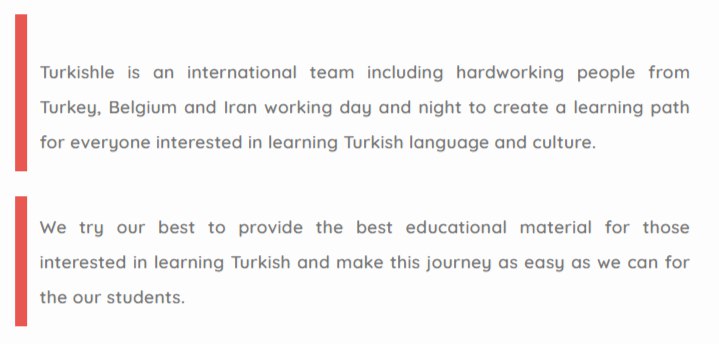 Turkishle is an international team including hardworking people from
Turkey, Belgium and Iran working day and night to create a learning path
for everyone interested in learning Turkish language and culture.
We try our best to provide the best educational material for those
interested in learning Turkish and make this journey as easy as we can for
the our students.